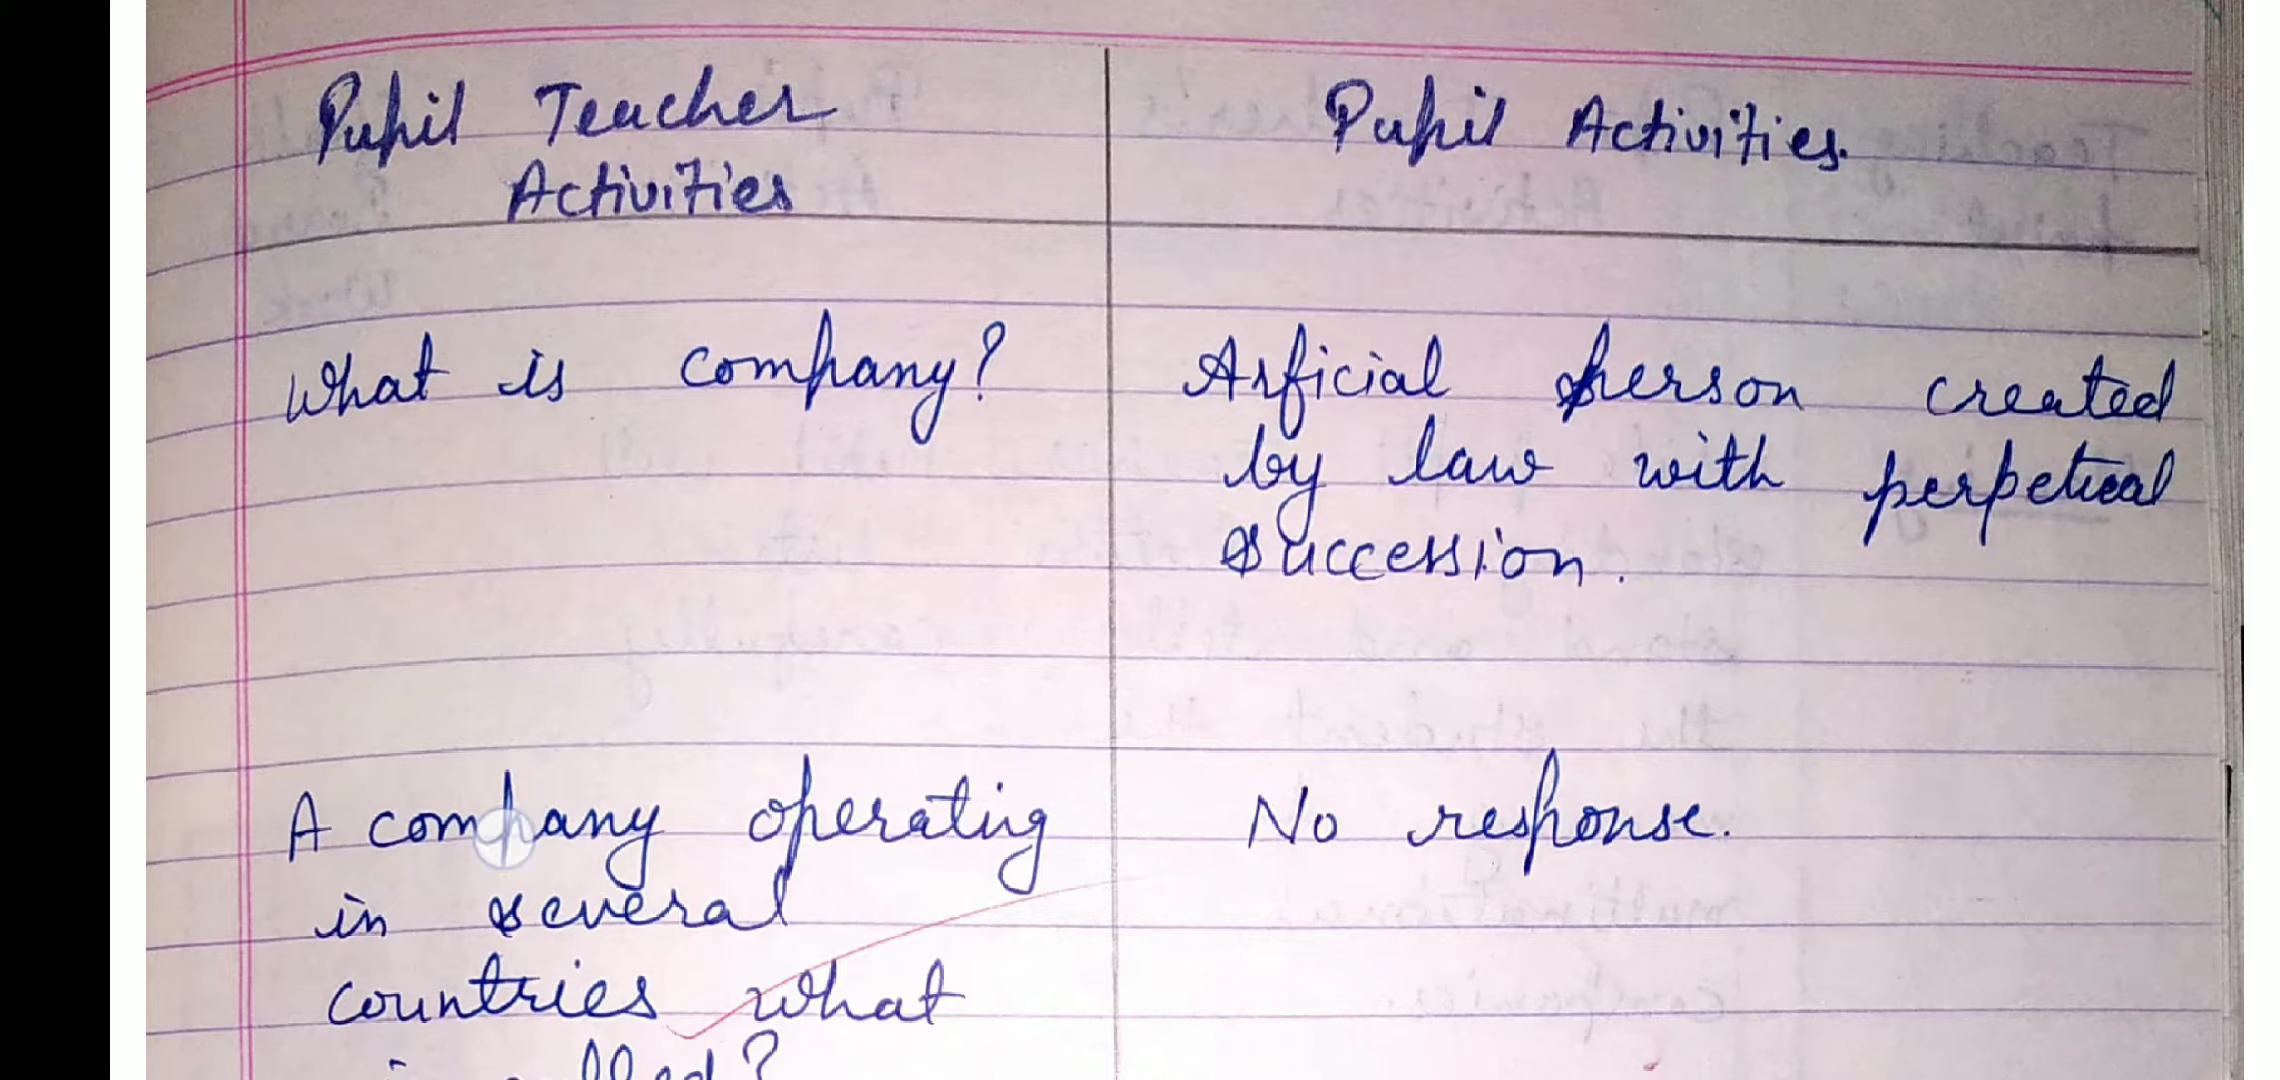 Pupil Teacher
Activities
Pupil Activities.
What is company?
Arficial person created
by law with perpetual
succession.
A company operating
in several
countries what
No response.